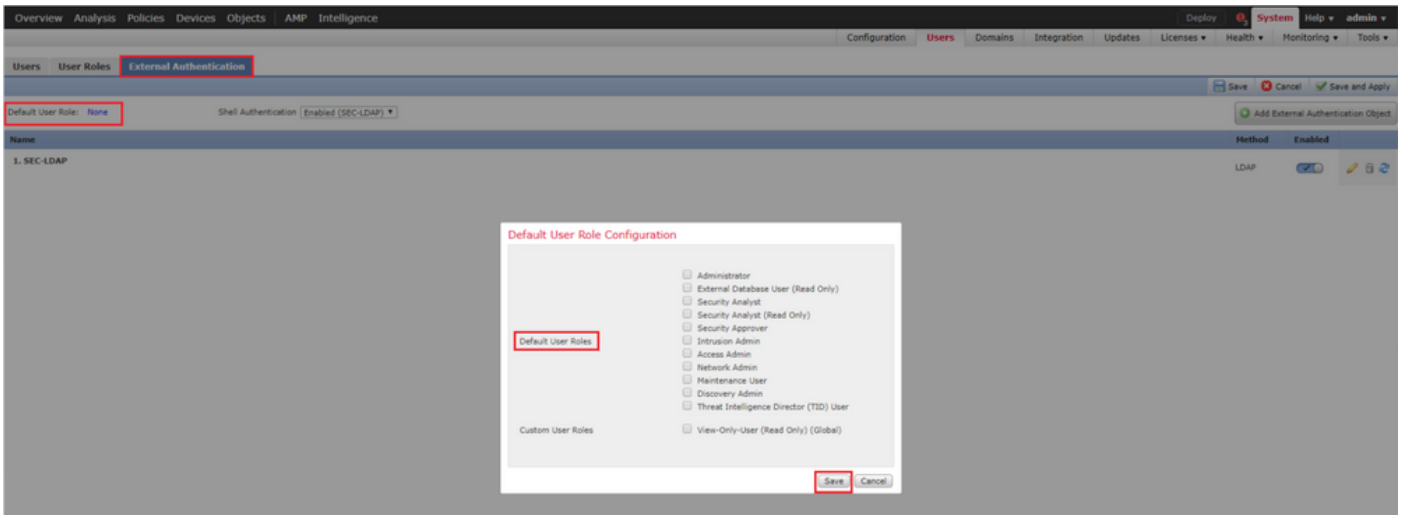 Overview Analysis Policies Devices Objects AMP Intelligence Deploy System Help admin
Configuration Users Domains Integration Updates Licenses Health Monitoring Tools
Users User Roles External Authentication
Save Cancel Save and Apply
Default User Role: None Shell Authentication Enabled (SEC-LDAP) Add External Authentication Object
Name Method Enabled
1. SEC-LDAP LDAP
Default User Role Configuration
Administrator
External Database User (Read Only)
Security Analyst
Security Analyst (Read Only)
Security Approver
Default User Roles Intrusion Admin
Access Admin
Network Admin
Maintenance User
Discovery Admin
Threat Intelligence Director (TID) User
Custom User Roles View-Only-User (Read Only) (Global)
Save Cancel